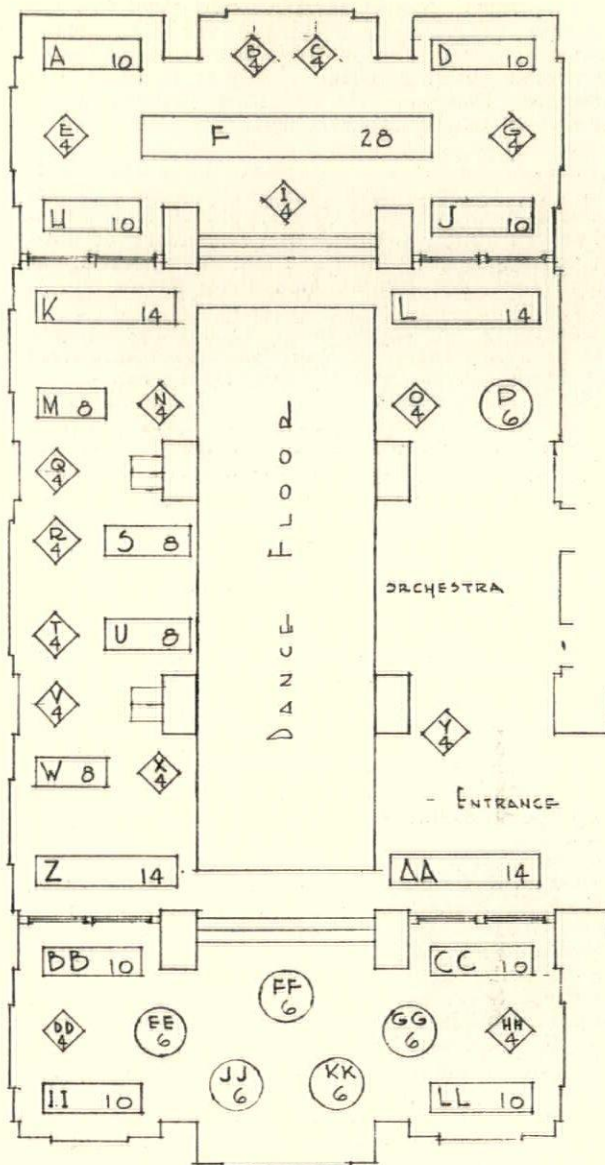 A 10
B 4
C 4
D 10
E 4
F 28
G 4
H 10
I 4
J 10
K 14
L 14
M 8
N 4
O 4
P 6
Q 4
R 4
S 8
DANCE FLOOR
ORCHESTRA
T 4
U 8
V 4
Y 4
W 8
X 4
- ENTRANCE
Z 14
AA 14
BB 10
CC 10
DD 4
EE 6
FF 6
GG 6
HH 4
II 10
JJ 6
KK 6
LL 10